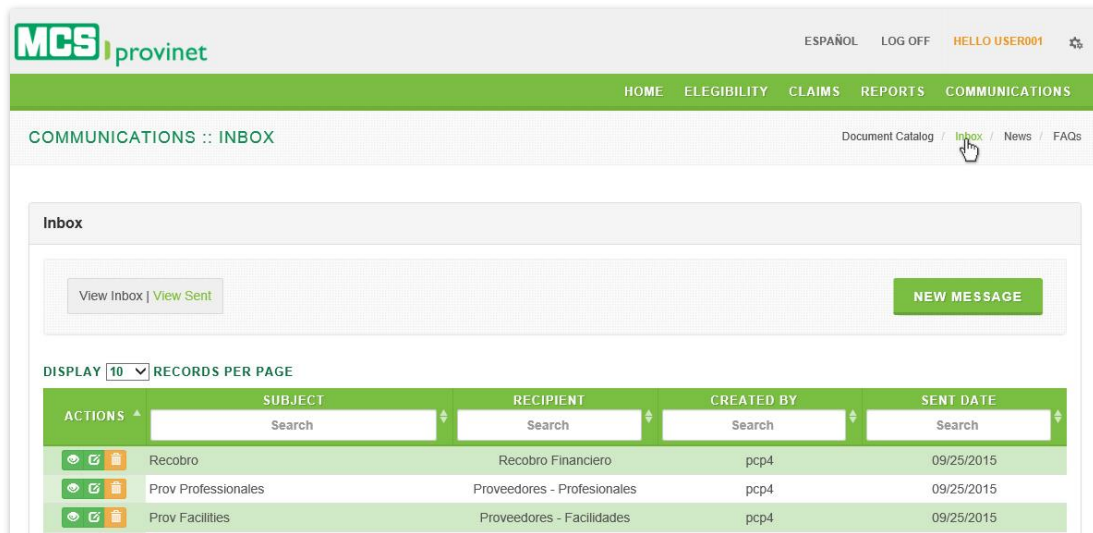 MCS provinet
ESPAÑOL LOG OFF HELLO USER001
HOME ELEGIBILITY CLAIMS REPORTS COMMUNICATIONS
COMMUNICATIONS :: INBOX
Document Catalog / Inbox / News / FAQs
Inbox
View Inbox | View Sent
NEW MESSAGE
DISPLAY 10 RECORDS PER PAGE
ACTIONS SUBJECT RECIPIENT CREATED BY SENT DATE
Search Search Search Search
Recobro Recobro Financiero pcp4 09/25/2015
Prov Professionales Proveedores - Profesionales pcp4 09/25/2015
Prov Facilities Proveedores - Facilidades pcp4 09/25/2015